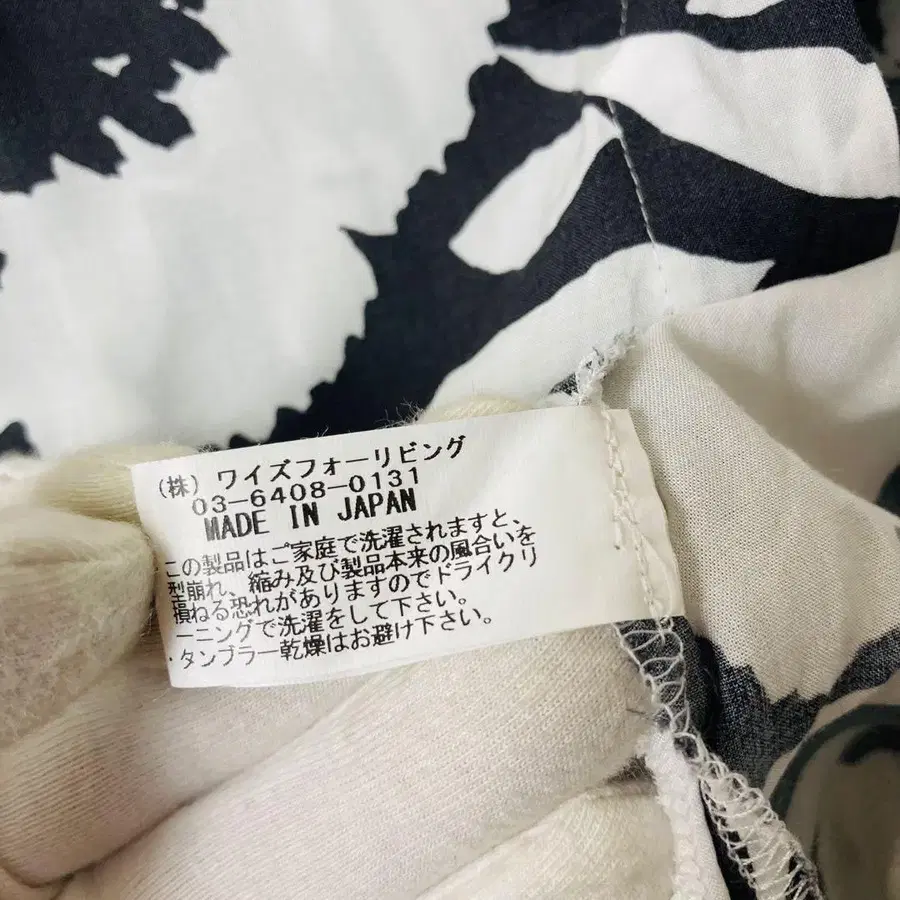 (株) ワイズフォーリビング
03-6408-0131
MADE IN JAPAN
この製品はご家庭で洗濯されますと、
型崩れ、縮み及び製品本来の風合いを
損ねる恐れがありますのでドライクリ
ーニングで洗濯をして下さい。
・タンブラー乾燥はお避け下さい。